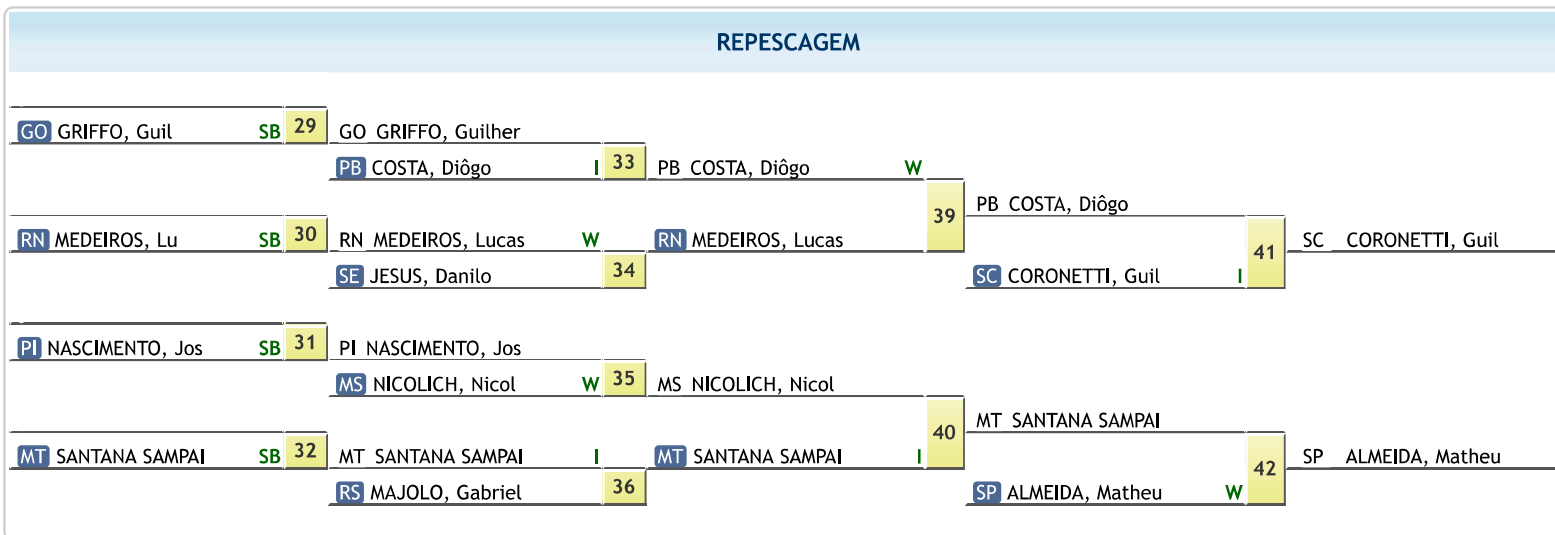 REPESCAGEM
GO GRIFFO, Guil SB 29 GO GRIFFO, Guilher
PB COSTA, Diôgo I 33 PB COSTA, Diôgo W
39 PB COSTA, Diôgo
RN MEDEIROS, Lu SB 30 RN MEDEIROS, Lucas W RN MEDEIROS, Lucas
41 SC CORONETTI, Guil
SE JESUS, Danilo 34 SC CORONETTI, Guil I
PI NASCIMENTO, Jos SB 31 PI NASCIMENTO, Jos
MS NICOLICH, Nicol W 35 MS NICOLICH, Nicol
40 MT SANTANA SAMPAI
MT SANTANA SAMPAI SB 32 MT SANTANA SAMPAI I MT SANTANA SAMPAI I
42 SP ALMEIDA, Matheu
RS MAJOLO, Gabriel 36 SP ALMEIDA, Matheu W